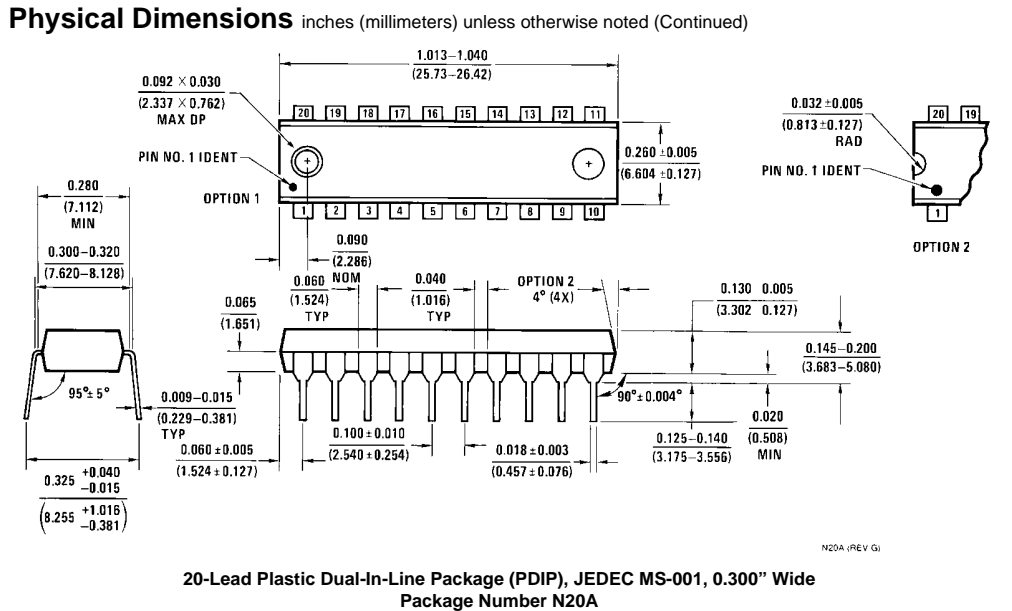 Physical Dimensions inches (millimeters) unless otherwise noted (Continued)
1.013–1.040
(25.73–26.42)
0.092 × 0.030
(2.337 × 0.762)
MAX DP
20 19 18 17 16 15 14 13 12 11
PIN NO. 1 IDENT
OPTION 1
1 2 3 4 5 6 7 8 9 10
0.260 ±0.005
(6.604 ±0.127)
0.032 ±0.005
(0.813 ±0.127)
RAD
20 19
PIN NO. 1 IDENT
1
OPTION 2
0.280
(7.112)
MIN
0.300–0.320
(7.620–8.128)
0.090
(2.286)
NOM
0.060
(1.524)
TYP
0.040
(1.016)
TYP
OPTION 2
4° (4X)
0.130 0.005
(3.302 0.127)
0.065
(1.651)
0.145–0.200
(3.683–5.080)
95° ± 5°
0.009–0.015
(0.229–0.381)
TYP
90° ± 0.004°
0.020
(0.508)
MIN
0.125–0.140
(3.175–3.556)
0.100 ± 0.010
(2.540 ± 0.254)
0.018 ± 0.003
(0.457 ± 0.076)
0.060 ± 0.005
(1.524 ± 0.127)
0.325 +0.040
–0.015
(8.255 +1.016
–0.381)
N20A (REV G)
20-Lead Plastic Dual-In-Line Package (PDIP), JEDEC MS-001, 0.300” Wide
Package Number N20A